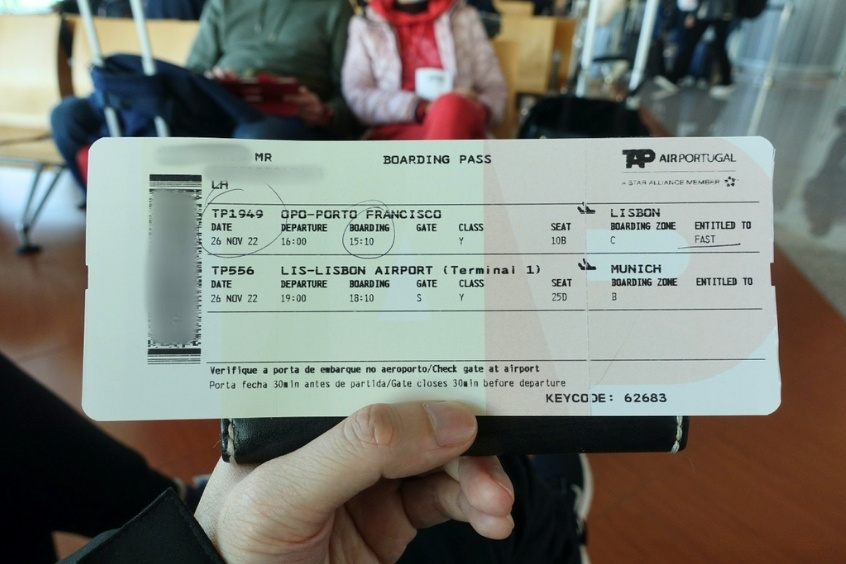 MR BOARDING PASS TAP AIRPORTUGAL
LH A STAR ALLIANCE MEMBER
TP1949 OPO-PORTO FRANCISCO LISBON
DATE DEPARTURE BOARDING GATE CLASS SEAT BOARDING ZONE ENTITLED TO
26 NOV 22 16:00 15:10 Y 10B C FAST
TP556 LIS-LISBON AIRPORT (Terminal 1) MUNICH
DATE DEPARTURE BOARDING GATE CLASS SEAT BOARDING ZONE ENTITLED TO
26 NOV 22 19:00 18:10 S Y 25D B
Verifique a porta de embarque no aeroporto/Check gate at airport
Porta fecha 30min antes de partida/Gate closes 30min before departure
KEYCODE: 62683